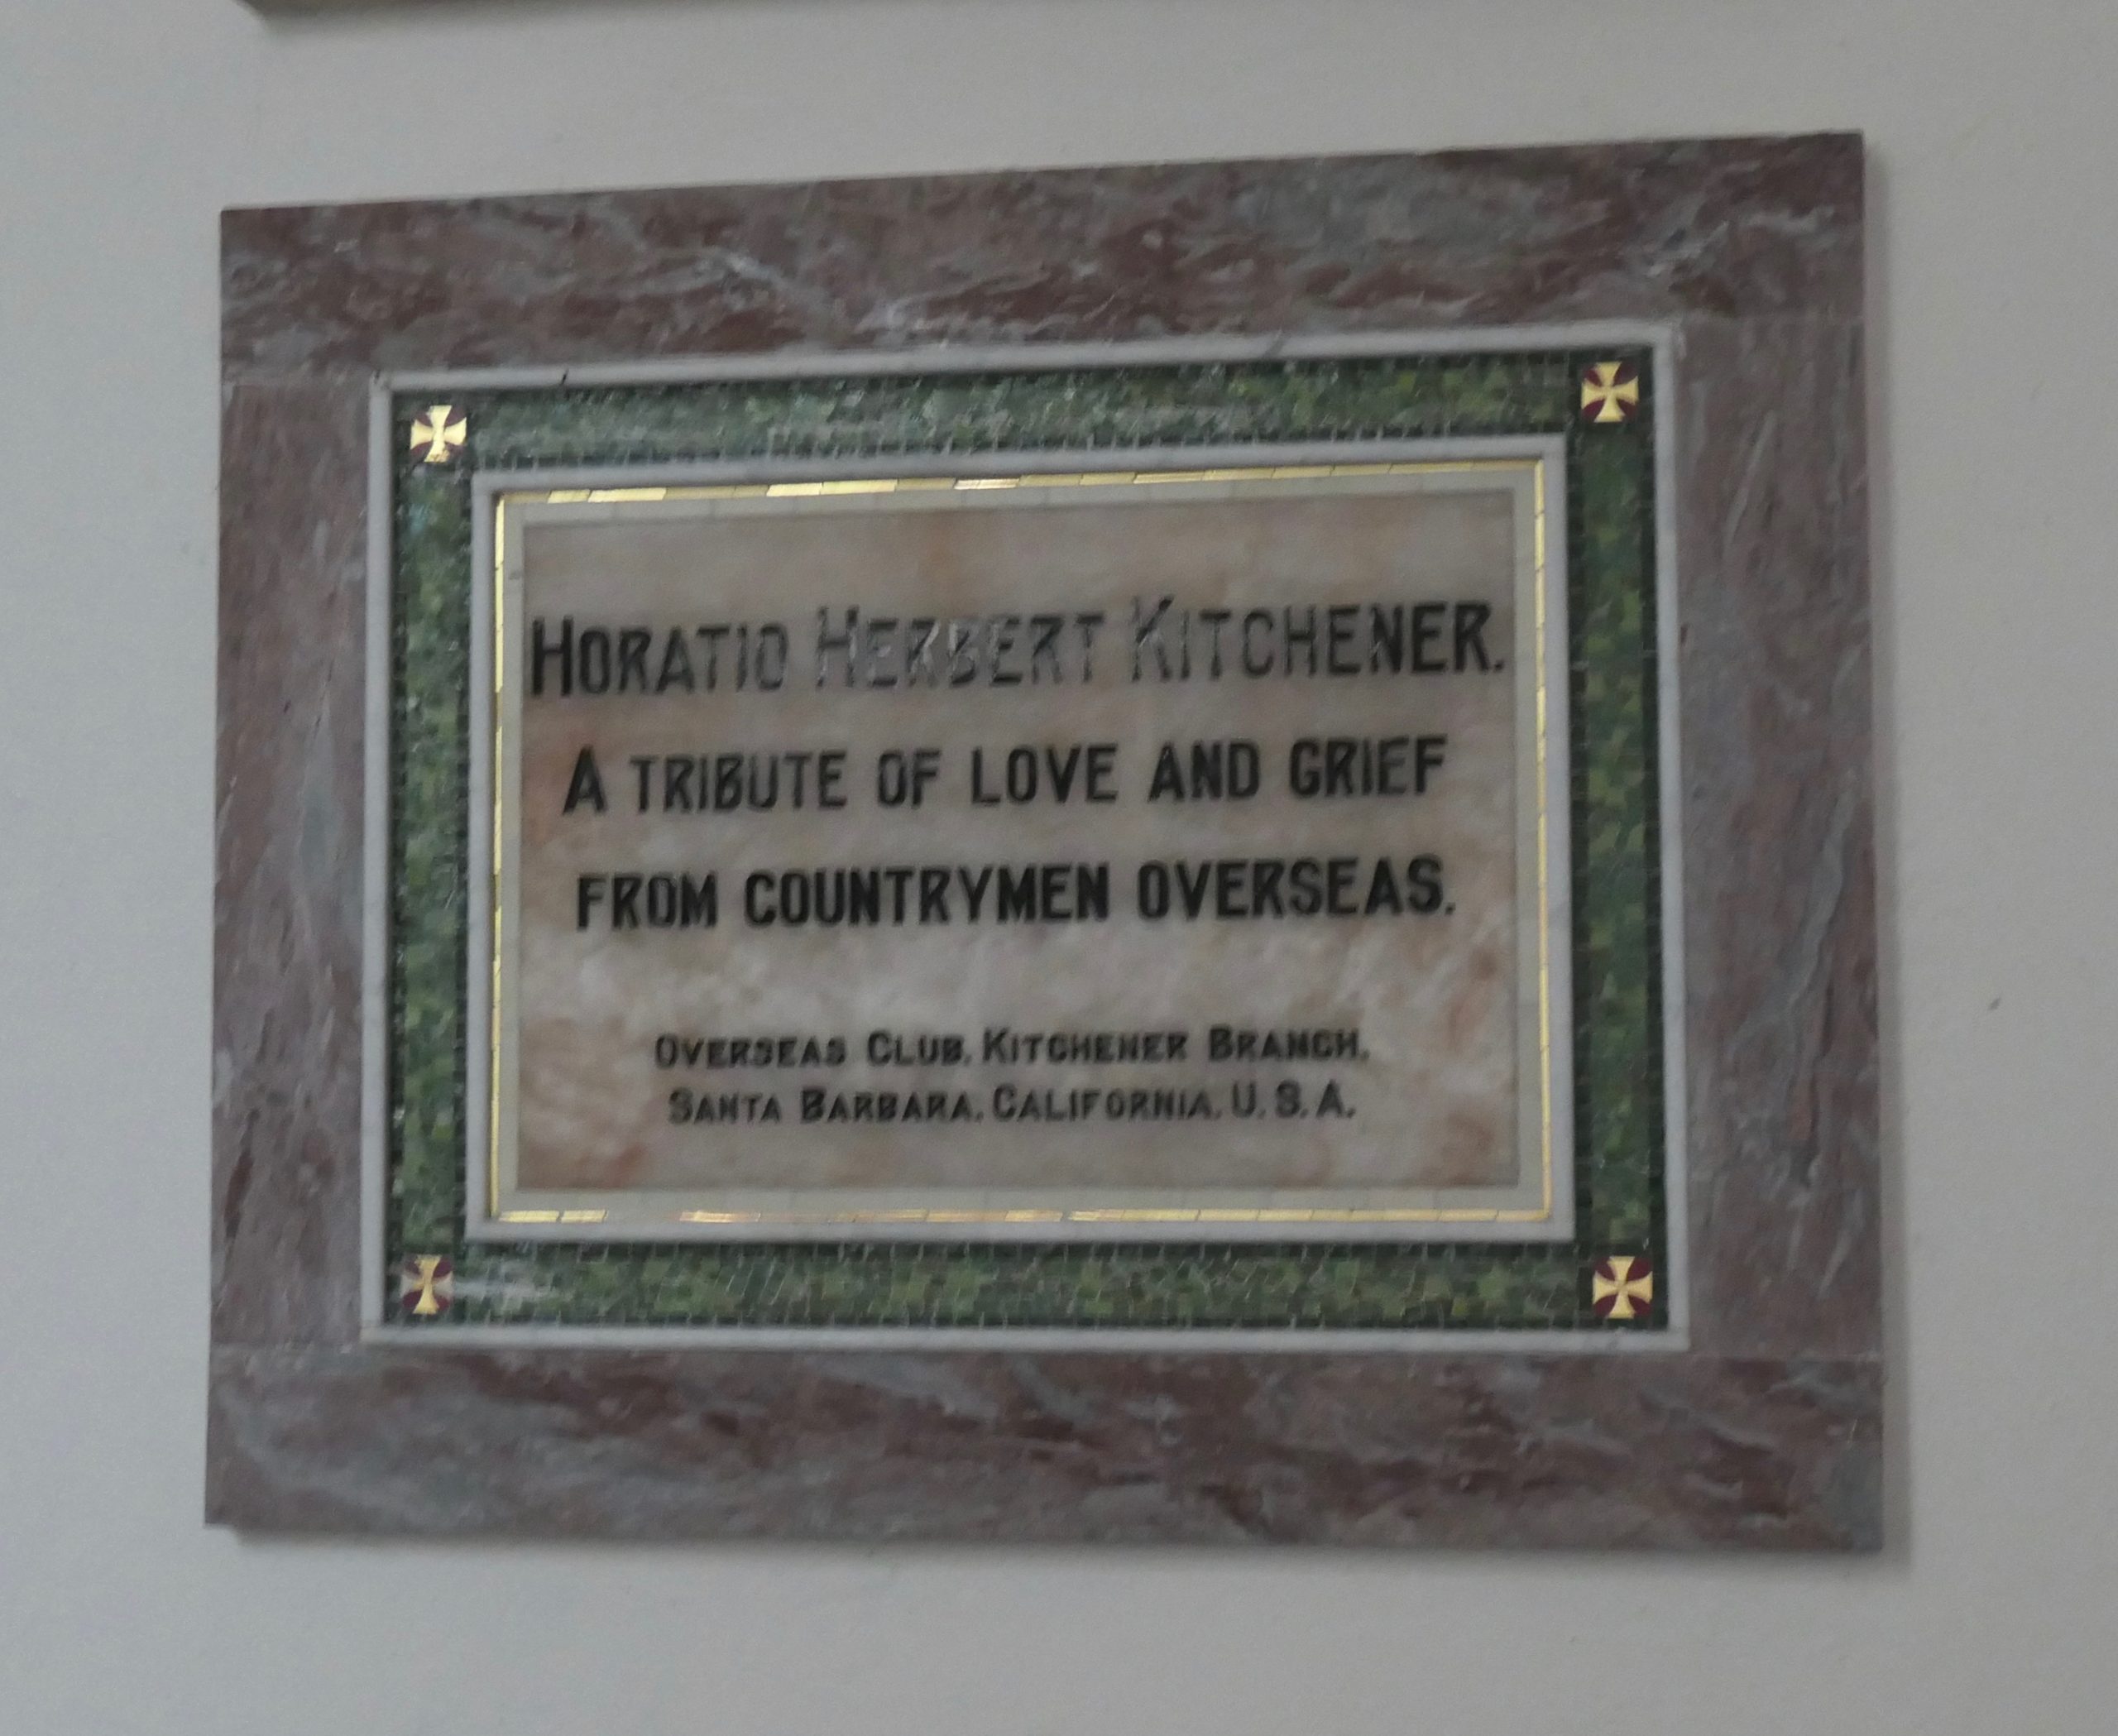 HORATIO HERBERT KITCHENER.
A TRIBUTE OF LOVE AND GRIEF
FROM COUNTRYMEN OVERSEAS.
OVERSEAS CLUB, KITCHENER BRANCH,
SANTA BARBARA, CALIFORNIA, U.S.A.